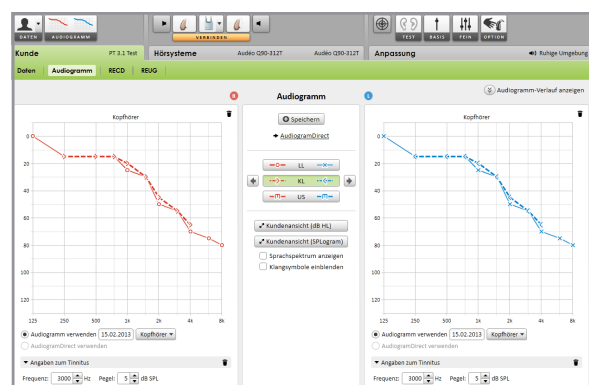 DATEN AUDIOGRAMM VERBINDEN TEST BASIS FEIN OPTION
Kunde PT 3.1 Test Hörsysteme Audéo Q90-312T Audéo Q90-312T Anpassung Ruhige Umgebung
Daten Audiogramm RECD REUG
Audiogramm-Verlauf anzeigen
R Audiogramm L
Kopfhörer Speichern Kopfhörer
AudiogramDirect
0 0
20 LL 20
KL
40 US 40
60 Kundenansicht (dB HL) 60
Kundenansicht (SPLogram)
80 Sprachspektrum anzeigen 80
Klangsymbole einblenden
100 100
120 120
125 250 500 1k 2k 4k 8k 125 250 500 1k 2k 4k 8k
Audiogramm verwenden 15.02.2013 Kopfhörer Audiogramm verwenden 15.02.2013 Kopfhörer
AudiogramDirect verwenden AudiogramDirect verwenden
Angaben zum Tinnitus Angaben zum Tinnitus
Frequenz: 3000 Hz Pegel: 5 dB SPL Frequenz: 3000 Hz Pegel: 5 dB SPL